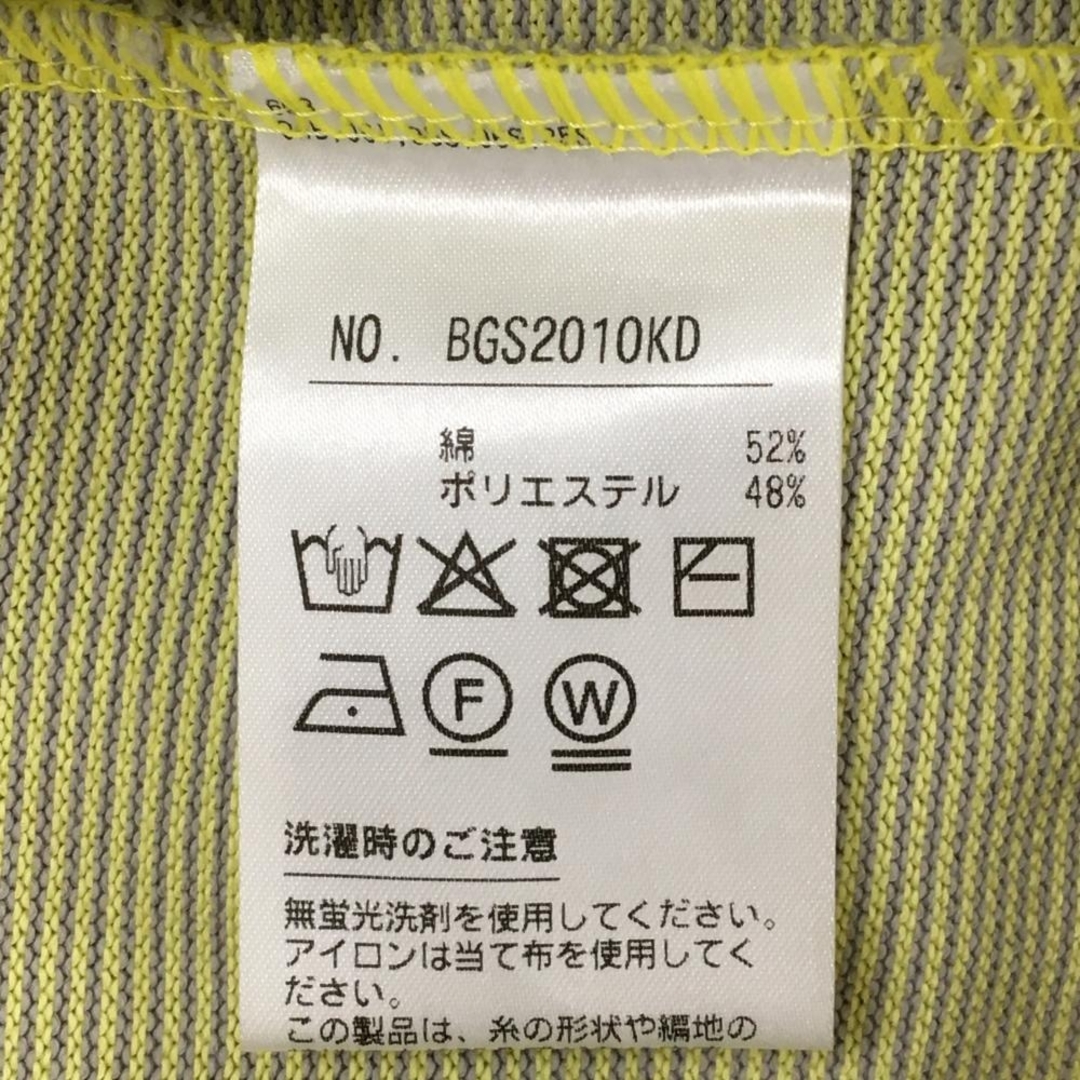 NO. BGS2010KD
綿 52%
ポリエステル 48%
F W
洗濯時のご注意
無蛍光洗剤を使用してください。
アイロンは当て布を使用してく
ださい。
この製品は、糸の形状や編地の